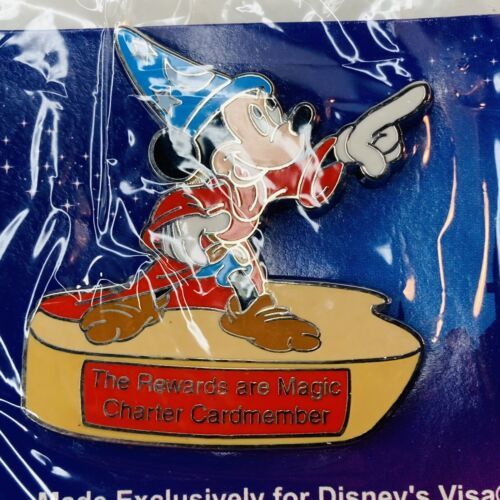 The Rewards are Magic
Charter Cardmember
Made Exclusively for Disney's Visa